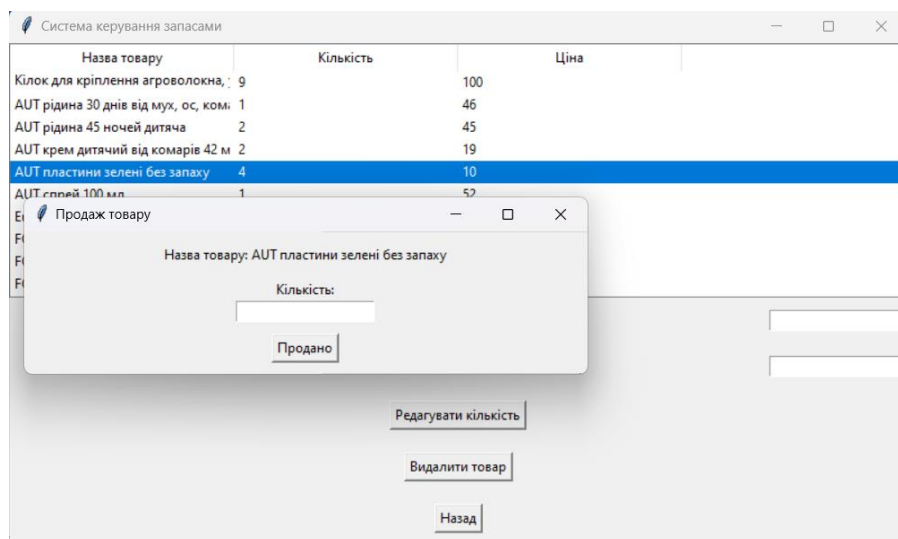 Система керування запасами
Назва товару Кількість Ціна
Кілок для кріплення агроволокна, 9 100
AUT рідина 30 днів від мух, ос, кома 1 46
AUT рідина 45 ночей дитяча 2 45
AUT крем дитячий від комарів 42 м 2 19
AUT пластини зелені без запаху 4 10
AUT спрей 100 мл 1 52
Продаж товару
Назва товару: AUT пластини зелені без запаху
Кількість:
Продано
Редагувати кількість
Видалити товар
Назад